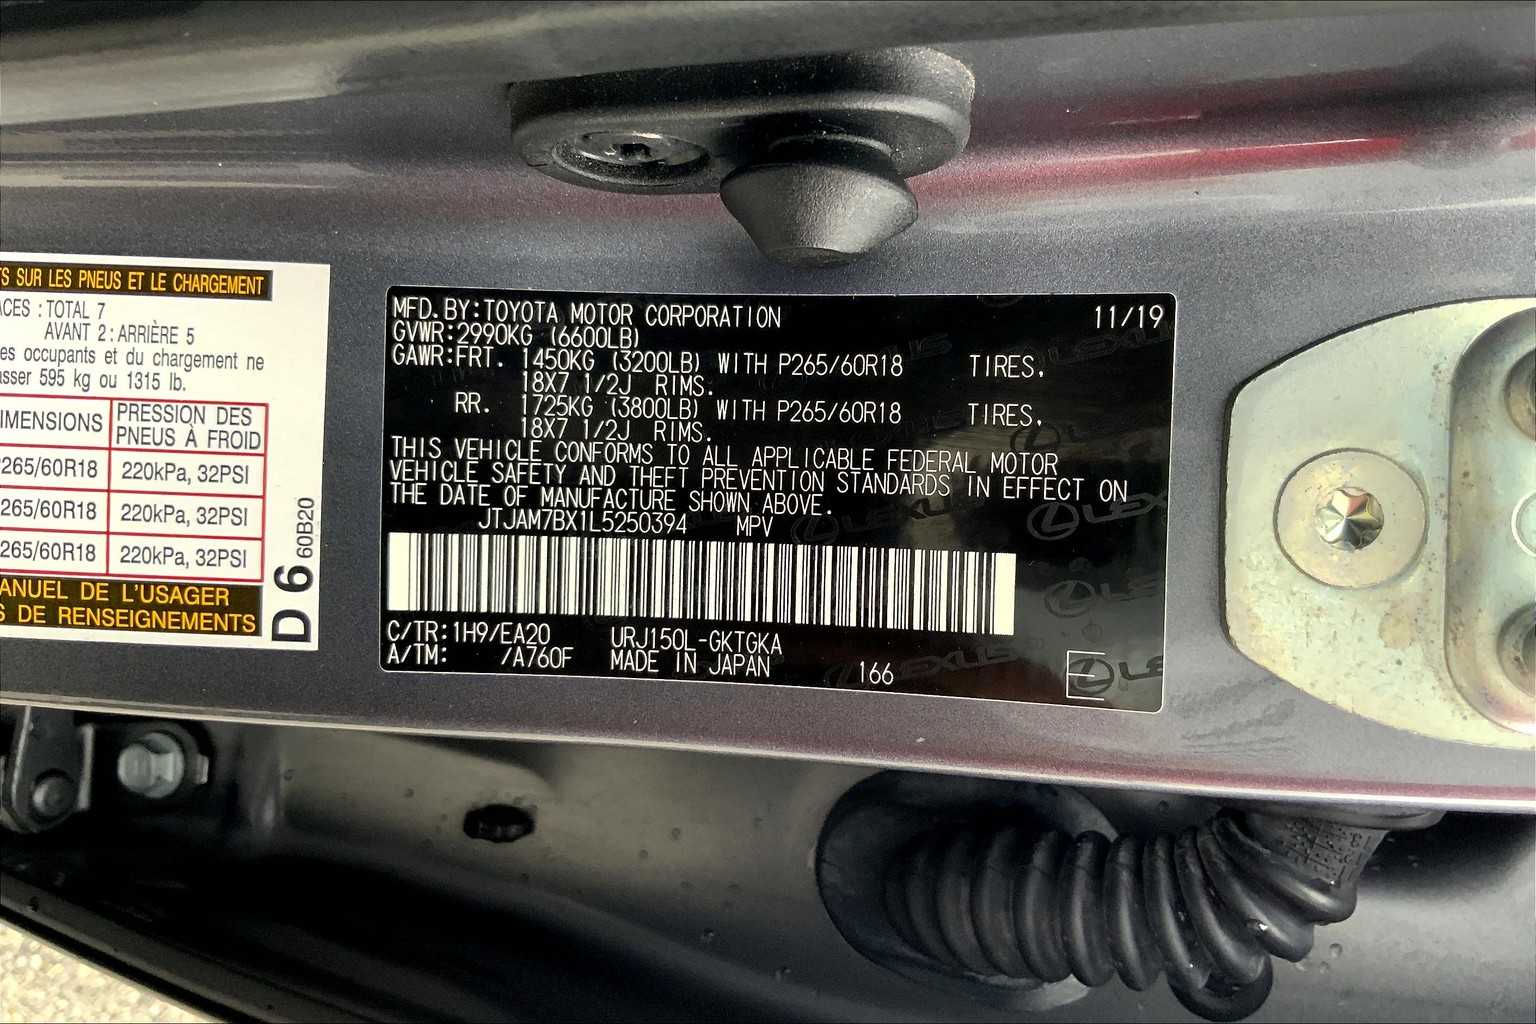 TS SUR LES PNEUS ET LE CHARGEMENT
ACES : TOTAL 7
AVANT 2 : ARRIÈRE 5
es occupants et du chargement ne
asser 595 kg ou 1315 lb.
IMENSIONS PRESSION DES PNEUS À FROID
P265/60R18 220kPa, 32PSI
265/60R18 220kPa, 32PSI
265/60R18 220kPa, 32PSI
ANUEL DE L'USAGER
S DE RENSEIGNEMENTS
D 6 60B20
MFD. BY: TOYOTA MOTOR CORPORATION 11/19
GVWR: 2990KG (6600LB)
GAWR: FRT. 1450KG (3200LB) WITH P265/60R18 TIRES,
18X7 1/2J RIMS.
RR. 1725KG (3800LB) WITH P265/60R18 TIRES,
18X7 1/2J RIMS.
THIS VEHICLE CONFORMS TO ALL APPLICABLE FEDERAL MOTOR
VEHICLE SAFETY AND THEFT PREVENTION STANDARDS IN EFFECT ON
THE DATE OF MANUFACTURE SHOWN ABOVE.
JTJAM7BX1L5250394 MPV
C/TR: 1H9/EA20 URJ150L-GKTGKA
A/TM: /A760F MADE IN JAPAN 166
LEXUS